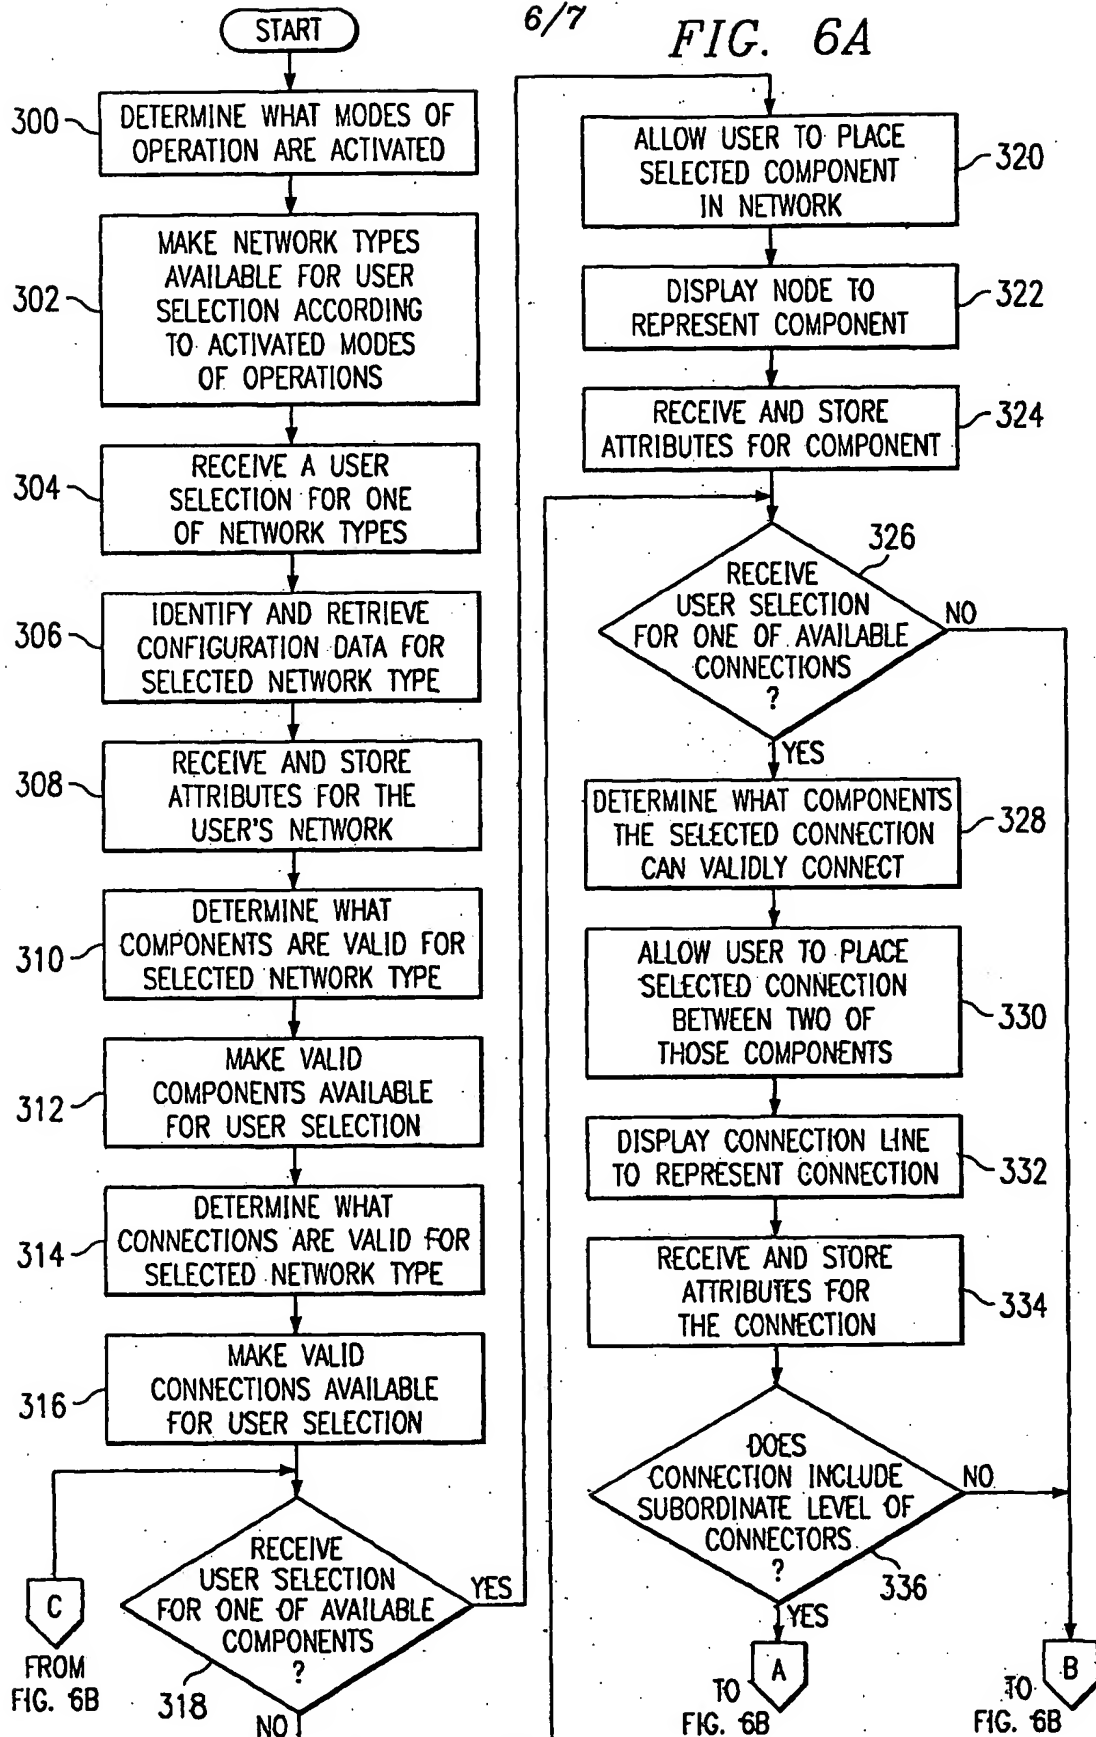 6/7
FIG. 6A
START
300
DETERMINE WHAT MODES OF
OPERATION ARE ACTIVATED
302
MAKE NETWORK TYPES
AVAILABLE FOR USER
SELECTION ACCORDING
TO ACTIVATED MODES
OF OPERATIONS
304
RECEIVE A USER
SELECTION FOR ONE
OF NETWORK TYPES
306
IDENTIFY AND RETRIEVE
CONFIGURATION DATA FOR
SELECTED NETWORK TYPE
308
RECEIVE AND STORE
ATTRIBUTES FOR THE
USER'S NETWORK
310
DETERMINE WHAT
COMPONENTS ARE VALID FOR
SELECTED NETWORK TYPE
312
MAKE VALID
COMPONENTS AVAILABLE
FOR USER SELECTION
314
DETERMINE WHAT
CONNECTIONS ARE VALID FOR
SELECTED NETWORK TYPE
316
MAKE VALID
CONNECTIONS AVAILABLE
FOR USER SELECTION
C
FROM
FIG. 6B
RECEIVE
USER SELECTION
FOR ONE OF AVAILABLE
COMPONENTS
?
318
YES
NO
ALLOW USER TO PLACE
SELECTED COMPONENT
IN NETWORK
320
DISPLAY NODE TO
REPRESENT COMPONENT
322
RECEIVE AND STORE
ATTRIBUTES FOR COMPONENT
324
326
RECEIVE
USER SELECTION
FOR ONE OF AVAILABLE
CONNECTIONS
?
NO
YES
DETERMINE WHAT COMPONENTS
THE SELECTED CONNECTION
CAN VALIDLY CONNECT
328
ALLOW USER TO PLACE
SELECTED CONNECTION
BETWEEN TWO OF
THOSE COMPONENTS
330
DISPLAY CONNECTION LINE
TO REPRESENT CONNECTION
332
RECEIVE AND STORE
ATTRIBUTES FOR
THE CONNECTION
334
DOES
CONNECTION INCLUDE
SUBORDINATE LEVEL OF
CONNECTORS
?
336
NO
YES
A
TO
FIG. 6B
B
TO
FIG. 6B